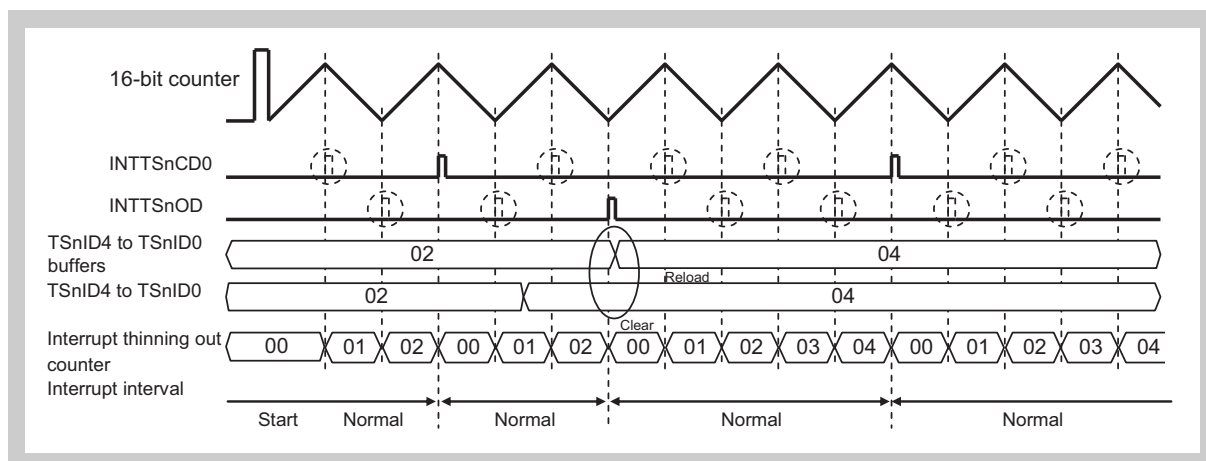 16-bit counter
INTTSnCD0
INTTSnOD
TSnID4 to TSnID0
buffers
02 04
Reload
TSnID4 to TSnID0
02 04
Clear
Interrupt thinning out
counter
00 01 02 00 01 02 00 01 02 03 04 00 01 02 03 04
Interrupt interval
Start Normal Normal Normal Normal